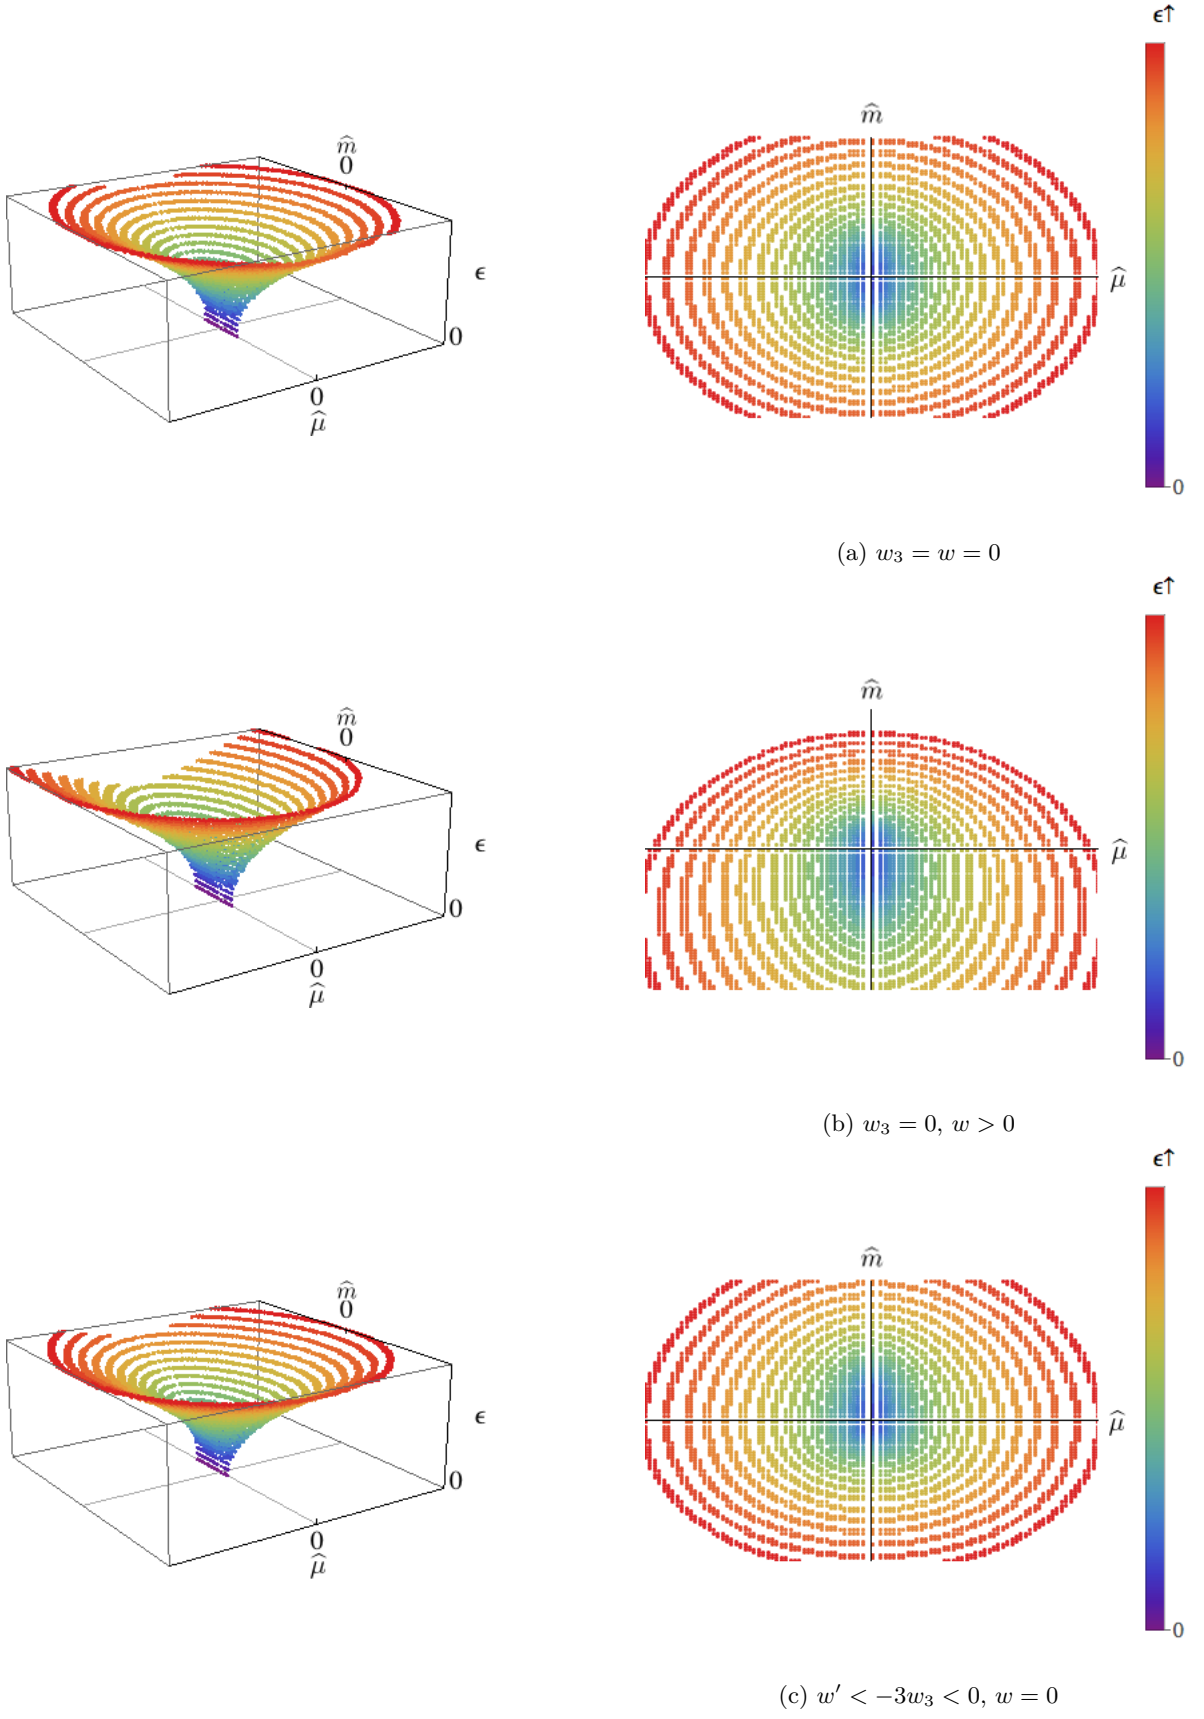 ϵ↑
m̂
0
ϵ
0
0
μ̂
m̂
μ̂
0
(a) w₃ = w = 0
ϵ↑
m̂
0
ϵ
0
0
μ̂
m̂
μ̂
0
(b) w₃ = 0, w > 0
ϵ↑
m̂
0
ϵ
0
0
μ̂
m̂
μ̂
0
(c) w′ < −3w₃ < 0, w = 0